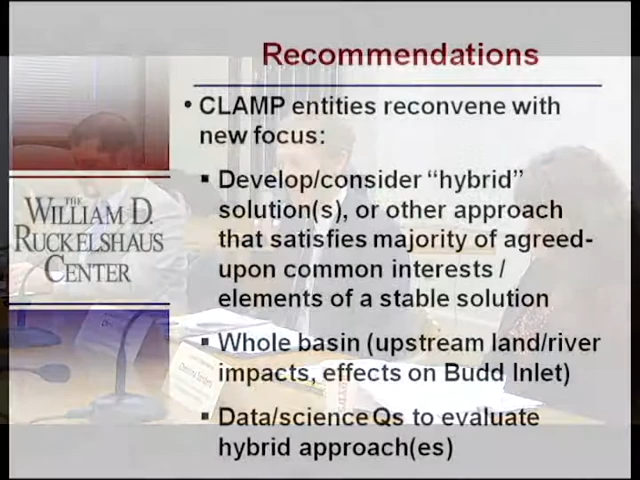 Recommendations
• CLAMP entities reconvene with
new focus:
▪ Develop/consider “hybrid”
solution(s), or other approach
that satisfies majority of agreed-
upon common interests /
elements of a stable solution
▪ Whole basin (upstream land/river
impacts, effects on Budd Inlet)
▪ Data/science Qs to evaluate
hybrid approach(es)
THE
WILLIAM D.
RUCKELSHAUS
CENTER